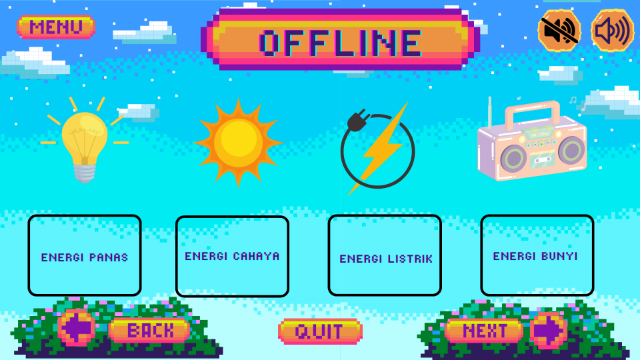 MENU
OFFLINE
ENERGI PANAS
ENERGI CAHAYA
ENERGI LISTRIK
ENERGI BUNYI
BACK
QUIT
NEXT